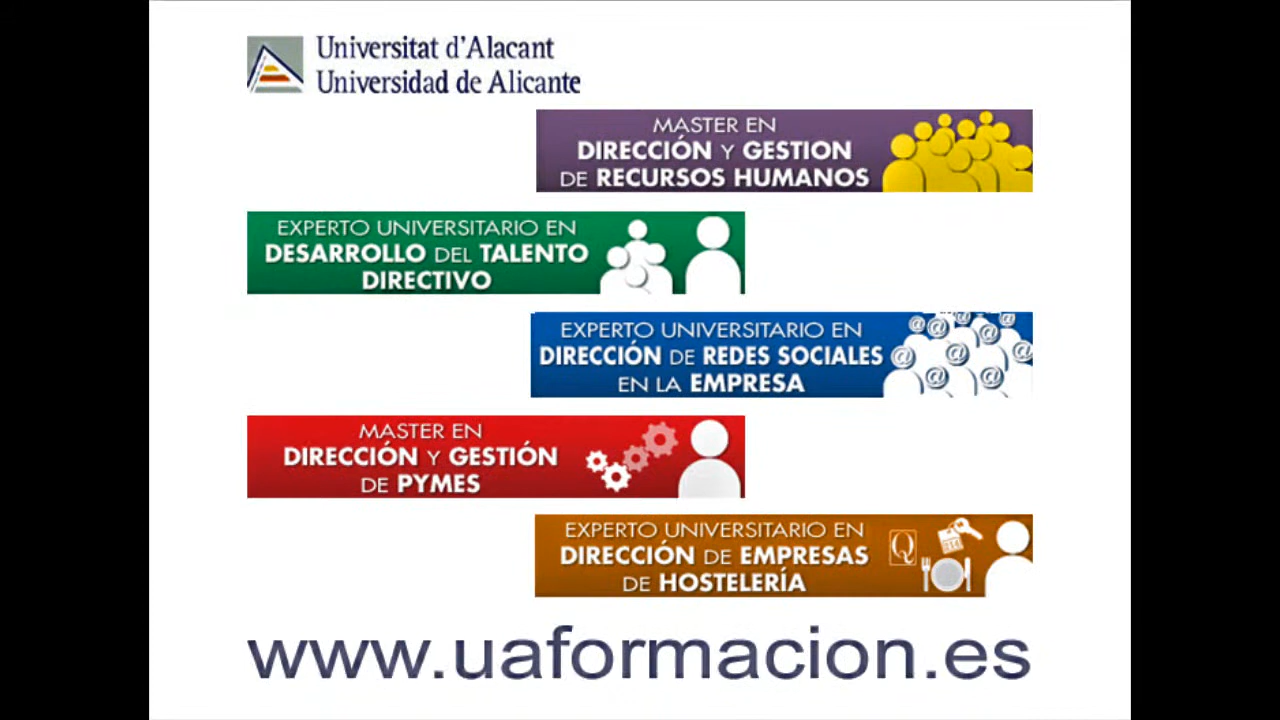 Universitat d'Alacant
Universidad de Alicante
MASTER EN
DIRECCIÓN Y GESTION
DE RECURSOS HUMANOS
EXPERTO UNIVERSITARIO EN
DESARROLLO DEL TALENTO
DIRECTIVO
EXPERTO UNIVERSITARIO EN
DIRECCIÓN DE REDES SOCIALES
EN LA EMPRESA
@ @ @ @ @ @ @ @ @ @
MASTER EN
DIRECCIÓN Y GESTIÓN
DE PYMES
EXPERTO UNIVERSITARIO EN
DIRECCIÓN DE EMPRESAS
DE HOSTELERÍA
Q
www.uaformacion.es